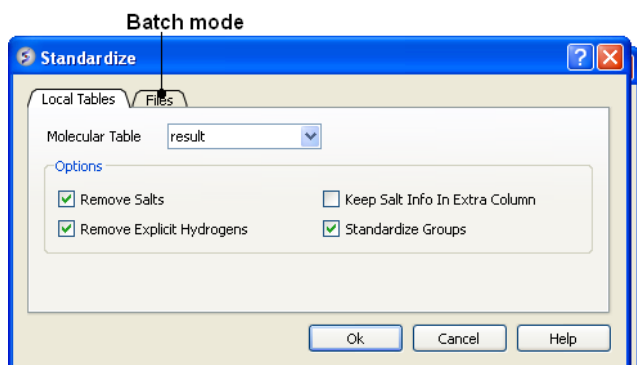 Batch mode
Standardize
Local Tables Files
Molecular Table result
Options
Remove Salts Keep Salt Info In Extra Column
Remove Explicit Hydrogens Standardize Groups
Ok Cancel Help